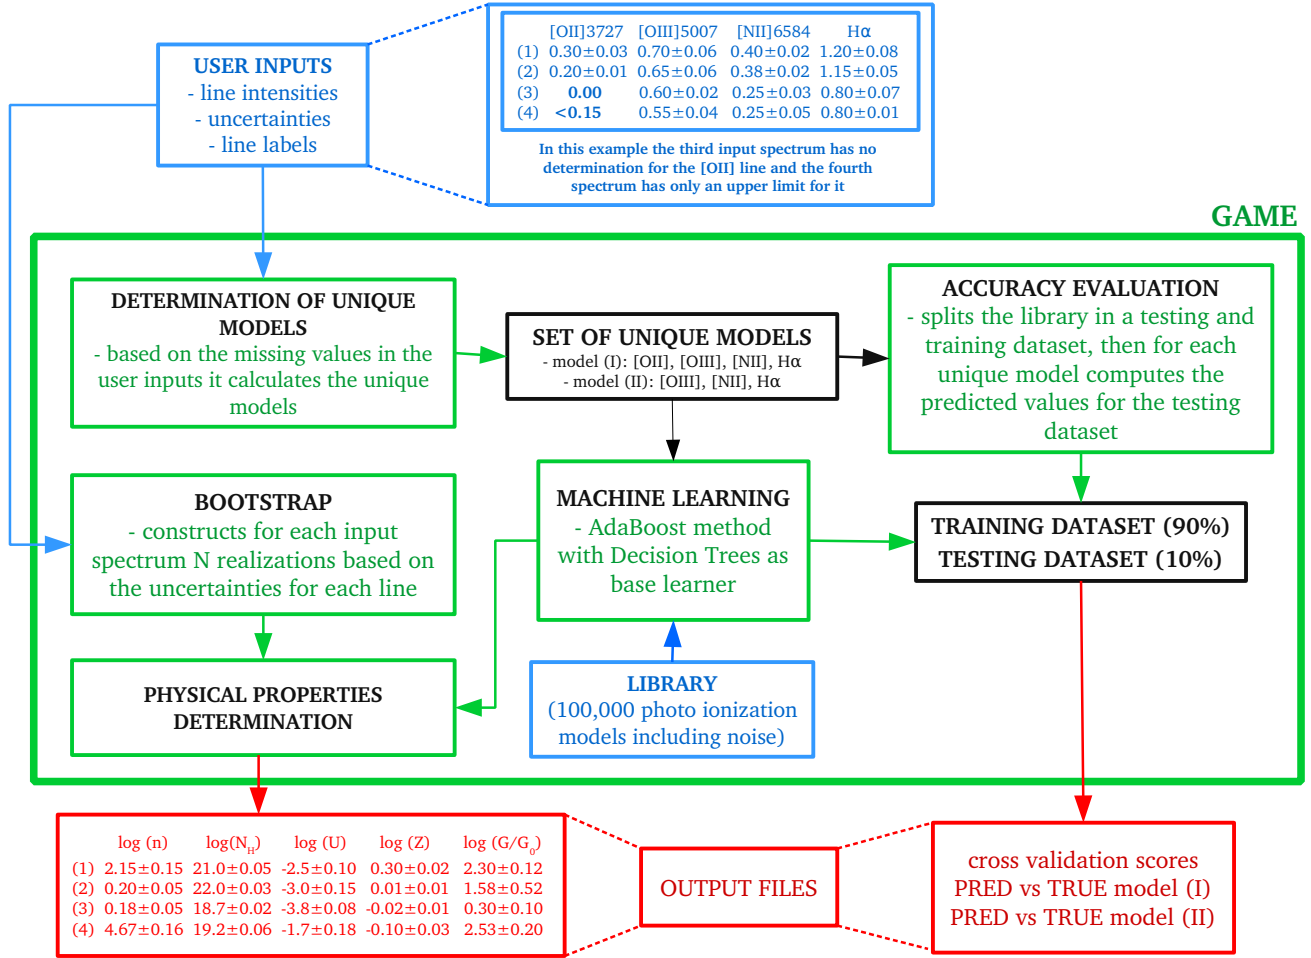 [OII]3727 [OIII]5007 [NII]6584 Hα
(1) 0.30±0.03 0.70±0.06 0.40±0.02 1.20±0.08
(2) 0.20±0.01 0.65±0.06 0.38±0.02 1.15±0.05
(3) 0.00 0.60±0.02 0.25±0.03 0.80±0.07
(4) <0.15 0.55±0.04 0.25±0.05 0.80±0.01
In this example the third input spectrum has no
determination for the [OII] line and the fourth
spectrum has only an upper limit for it
USER INPUTS
- line intensities
- uncertainties
- line labels
GAME
DETERMINATION OF UNIQUE
MODELS
- based on the missing values in the
user inputs it calculates the unique
models
SET OF UNIQUE MODELS
- model (I): [OII], [OIII], [NII], Hα
- model (II): [OIII], [NII], Hα
ACCURACY EVALUATION
- splits the library in a testing and
training dataset, then for each
unique model computes the
predicted values for the testing
dataset
BOOTSTRAP
- constructs for each input
spectrum N realizations based on
the uncertainties for each line
MACHINE LEARNING
- AdaBoost method
with Decision Trees as
base learner
TRAINING DATASET (90%)
TESTING DATASET (10%)
PHYSICAL PROPERTIES
DETERMINATION
LIBRARY
(100,000 photo ionization
models including noise)
log (n) log(N_H) log (U) log (Z) log (G/G_0)
(1) 2.15±0.15 21.0±0.05 -2.5±0.10 0.30±0.02 2.30±0.12
(2) 0.20±0.05 22.0±0.03 -3.0±0.15 0.01±0.01 1.58±0.52
(3) 0.18±0.05 18.7±0.02 -3.8±0.08 -0.02±0.01 0.30±0.10
(4) 4.67±0.16 19.2±0.06 -1.7±0.18 -0.10±0.03 2.53±0.20
OUTPUT FILES
cross validation scores
PRED vs TRUE model (I)
PRED vs TRUE model (II)